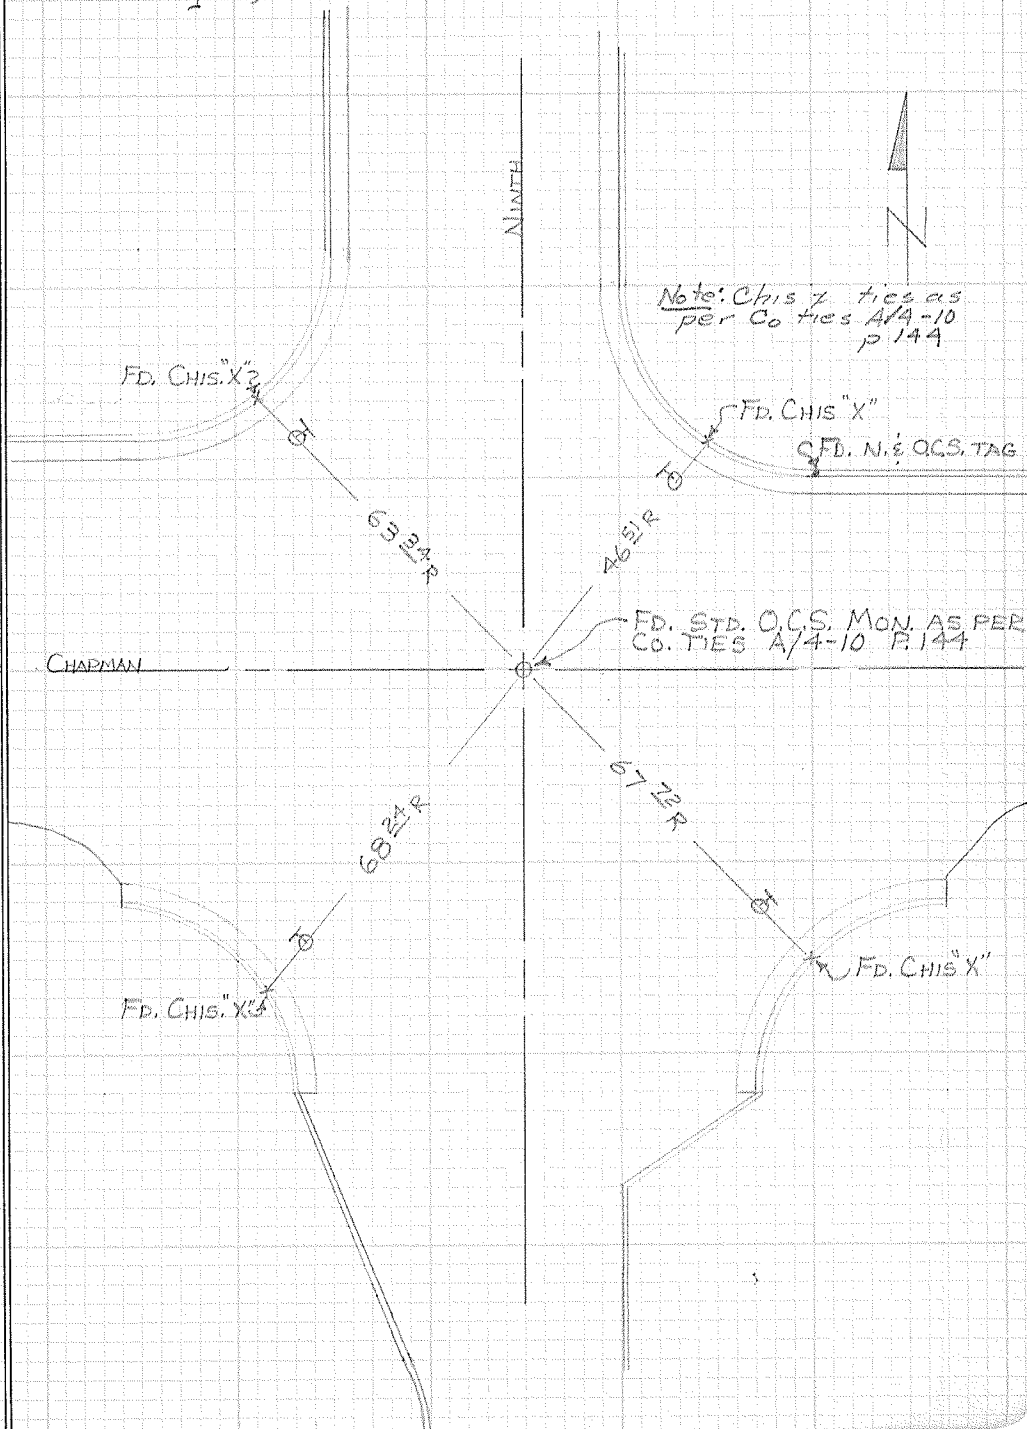 NINTH
N
Note: Chis x ties as
per Co ties A/4-10
p 144
FD. CHIS. "X"
FD. CHIS "X"
FD. N. & O.C.S. TAG
63 34 R
46 51 R
FD. STD. O.C.S. MON. AS PER
CO. TIES A/4-10 P. 144
CHAPMAN
68 24 R
67 72 R
FD. CHIS "X"
FD. CHIS. "X"